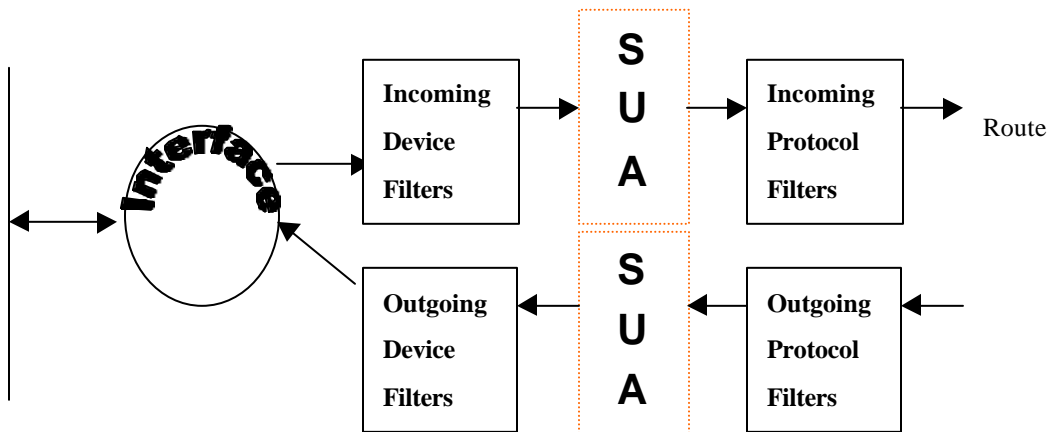 Interface
Incoming
Device
Filters
S
U
A
Incoming
Protocol
Filters
Route
Outgoing
Device
Filters
S
U
A
Outgoing
Protocol
Filters